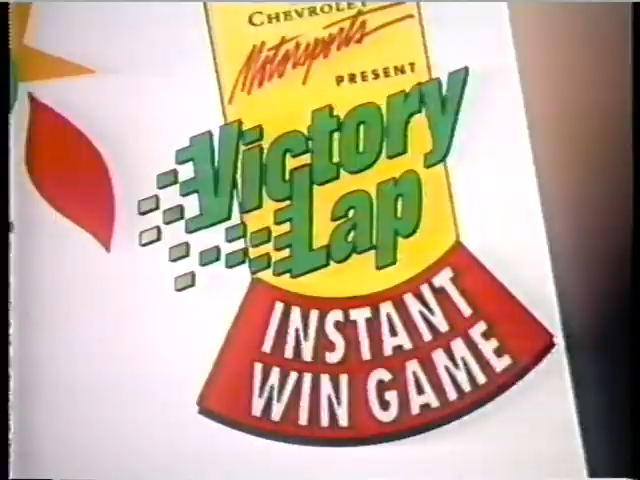 CHEVROLET
Motorsports
PRESENT
Victory
Lap
INSTANT
WIN GAME